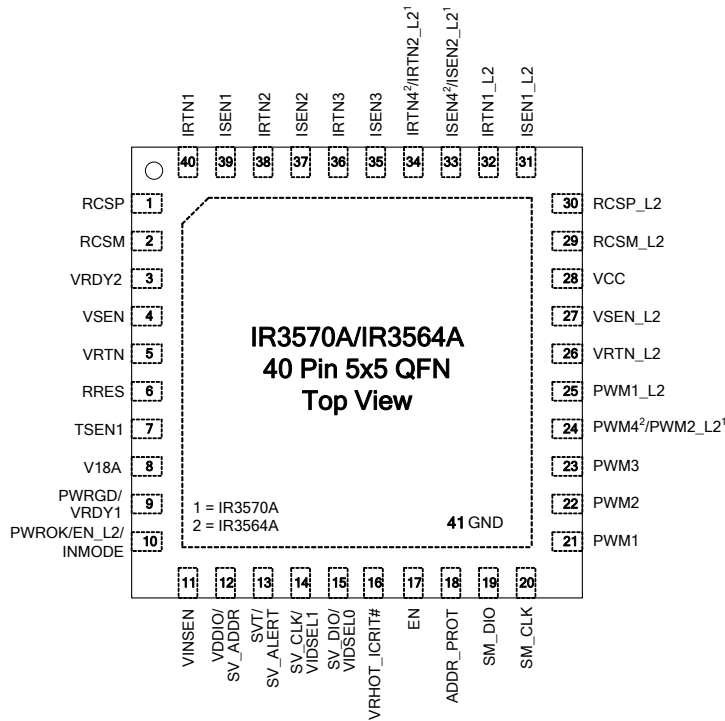 IRTN1
ISEN1
IRTN2
ISEN2
IRTN3
ISEN3
IRTN4²/IRTN2_L2¹
ISEN4²/ISEN2_L2¹
IRTN1_L2
ISEN1_L2
40 39 38 37 36 35 34 33 32 31
RCSP 1
RCSM 2
VRDY2 3
VSEN 4
VRTN 5
RRES 6
TSEN1 7
V18A 8
PWRGD/
VRDY1 9
PWROK/EN_L2/
INMODE 10
IR3570A/IR3564A
40 Pin 5x5 QFN
Top View
1 = IR3570A
2 = IR3564A
41 GND
30 RCSP_L2
29 RCSM_L2
28 VCC
27 VSEN_L2
26 VRTN_L2
25 PWM1_L2
24 PWM4²/PWM2_L2¹
23 PWM3
22 PWM2
21 PWM1
11 12 13 14 15 16 17 18 19 20
VINSEN
VDDIO/
SV_ADDR
SVT/
SV_ALERT
SV_CLK/
VIDSEL1
SV_DIO/
VIDSEL0
VRHOT_ICRIT#
EN
ADDR_PROT
SM_DIO
SM_CLK